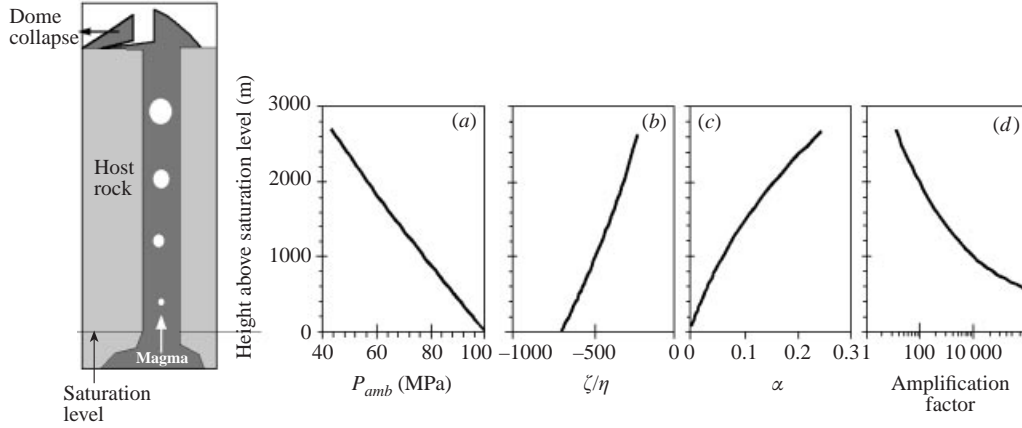 Dome
collapse
Host
rock
Magma
Saturation
level
Height above saturation level (m)
3000
2000
1000
0
(a)
40 60 80 100
P_amb (MPa)
(b)
−1000 −500 0
ζ/η
(c)
0 0.1 0.2 0.3
α
(d)
1 100 10 000
Amplification
factor